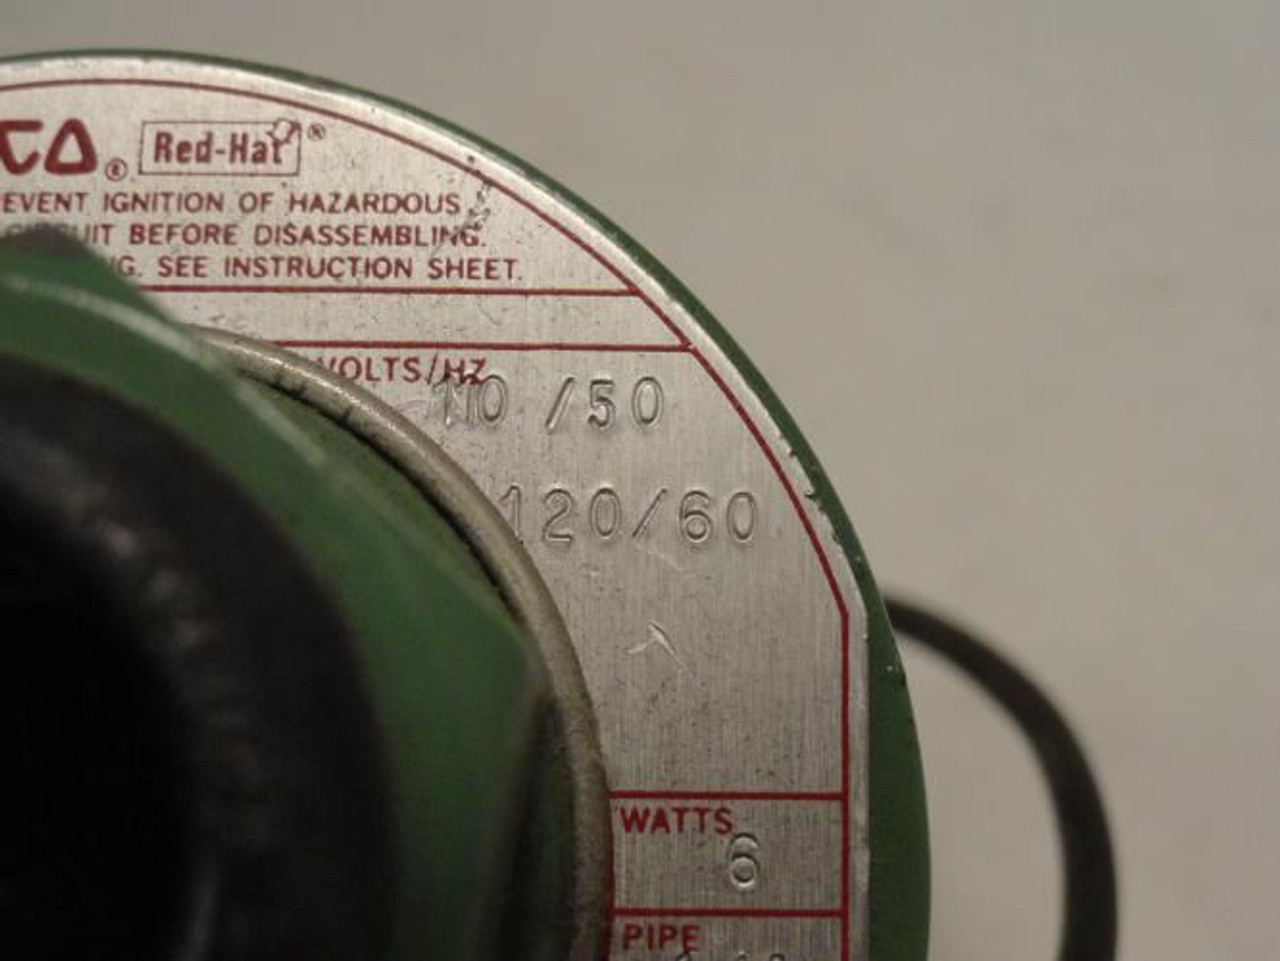 Red-Hat ®
EVENT IGNITION OF HAZARDOUS
BEFORE DISASSEMBLING.
SEE INSTRUCTION SHEET.
VOLTS/HZ
110 /50
120/60
WATTS
6
PIPE